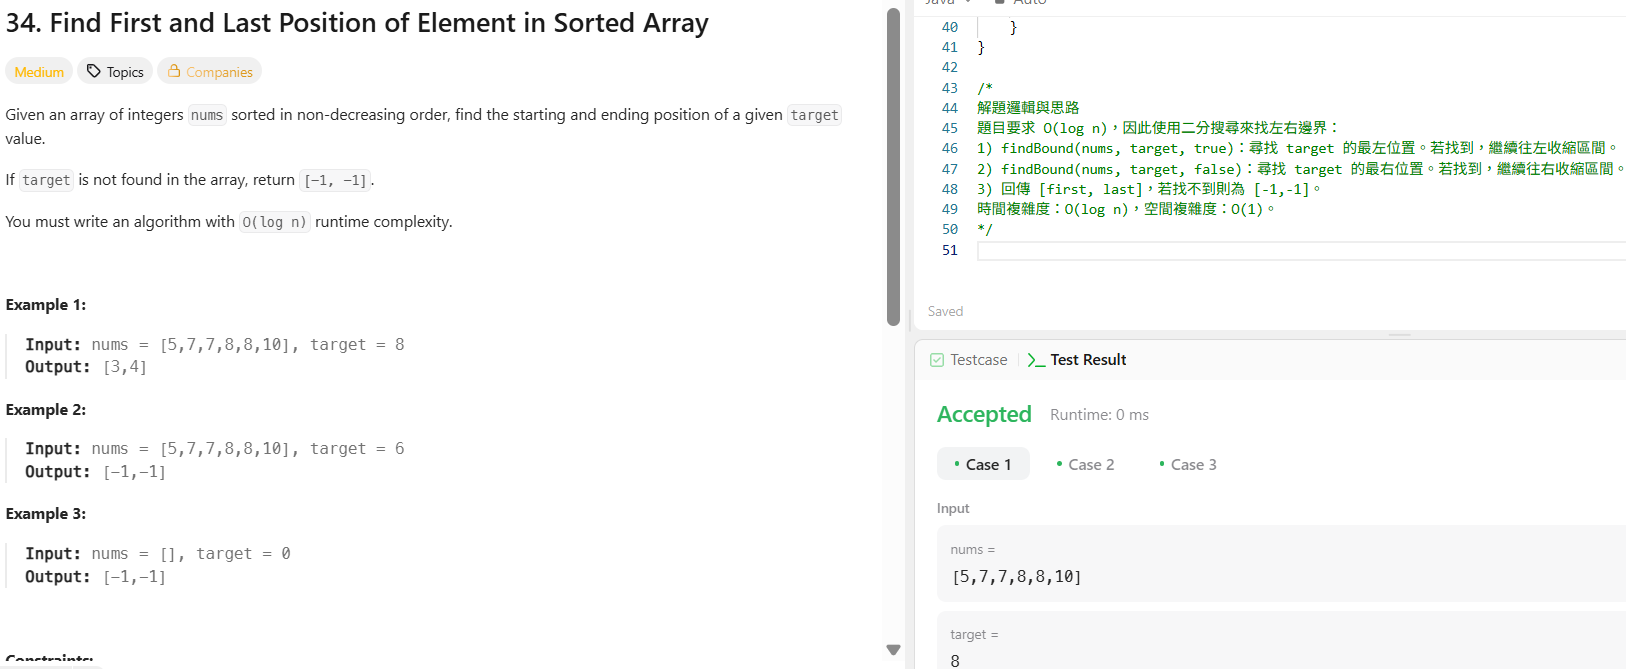 34. Find First and Last Position of Element in Sorted Array
Medium
Topics
Companies
Given an array of integers nums sorted in non-decreasing order, find the starting and ending position of a given target
value.
If target is not found in the array, return [-1, -1].
You must write an algorithm with O(log n) runtime complexity.
Example 1:
Input: nums = [5,7,7,8,8,10], target = 8
Output: [3,4]
Example 2:
Input: nums = [5,7,7,8,8,10], target = 6
Output: [-1,-1]
Example 3:
Input: nums = [], target = 0
Output: [-1,-1]
Constraints:
Java
Auto
40 }
41 }
42
43 /*
44 解題邏輯與思路
45 題目要求 O(log n)，因此使用二分搜尋來找左右邊界：
46 1) findBound(nums, target, true)：尋找 target 的最左位置。若找到，繼續往左收縮區間。
47 2) findBound(nums, target, false)：尋找 target 的最右位置。若找到，繼續往右收縮區間。
48 3) 回傳 [first, last]，若找不到則為 [-1,-1]。
49 時間複雜度：O(log n)，空間複雜度：O(1)。
50 */
51
Saved
Testcase
Test Result
Accepted
Runtime: 0 ms
Case 1
Case 2
Case 3
Input
nums =
[5,7,7,8,8,10]
target =
8